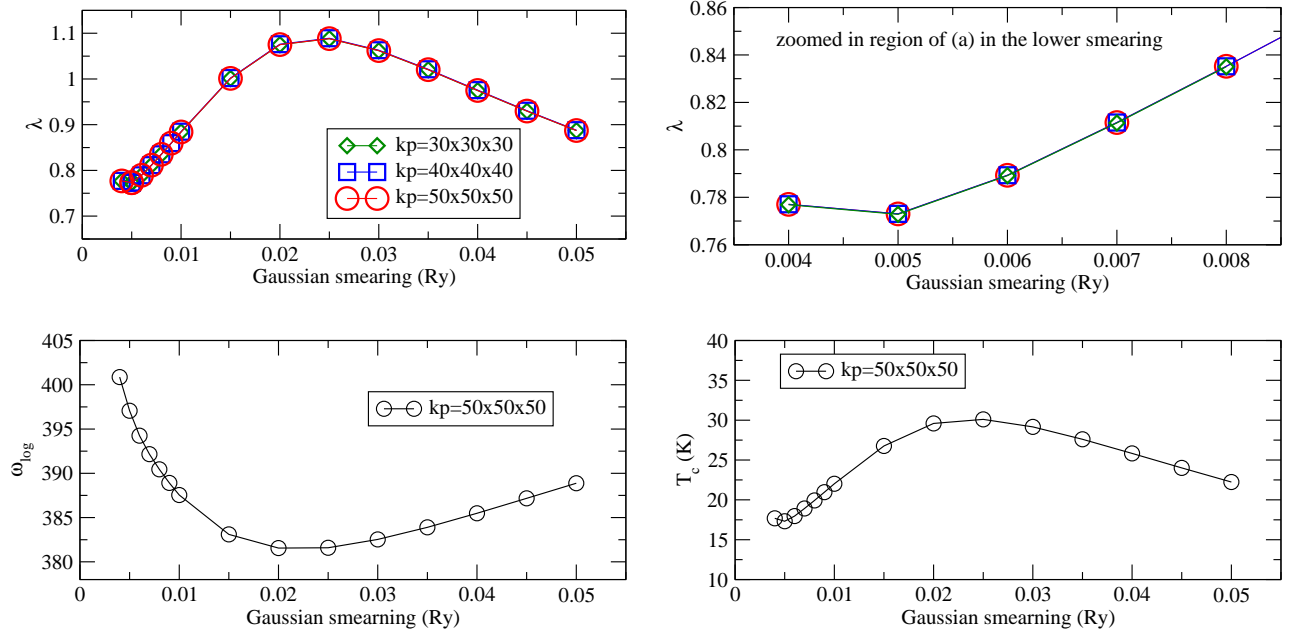 1.1
1
0.9
0.8
0.7
λ
kp=30x30x30
kp=40x40x40
kp=50x50x50
0 0.01 0.02 0.03 0.04 0.05
Gaussian smearing (Ry)
0.86
0.84
0.82
0.8
0.78
0.76
λ
zoomed in region of (a) in the lower smearing
0.004 0.005 0.006 0.007 0.008
Gaussian smearing (Ry)
405
400
395
390
385
380
ω_log
kp=50x50x50
0 0.01 0.02 0.03 0.04 0.05
Gaussian smearning (Ry)
40
35
30
25
20
15
10
T_c (K)
kp=50x50x50
0 0.01 0.02 0.03 0.04 0.05
Gaussian smearning (Ry)